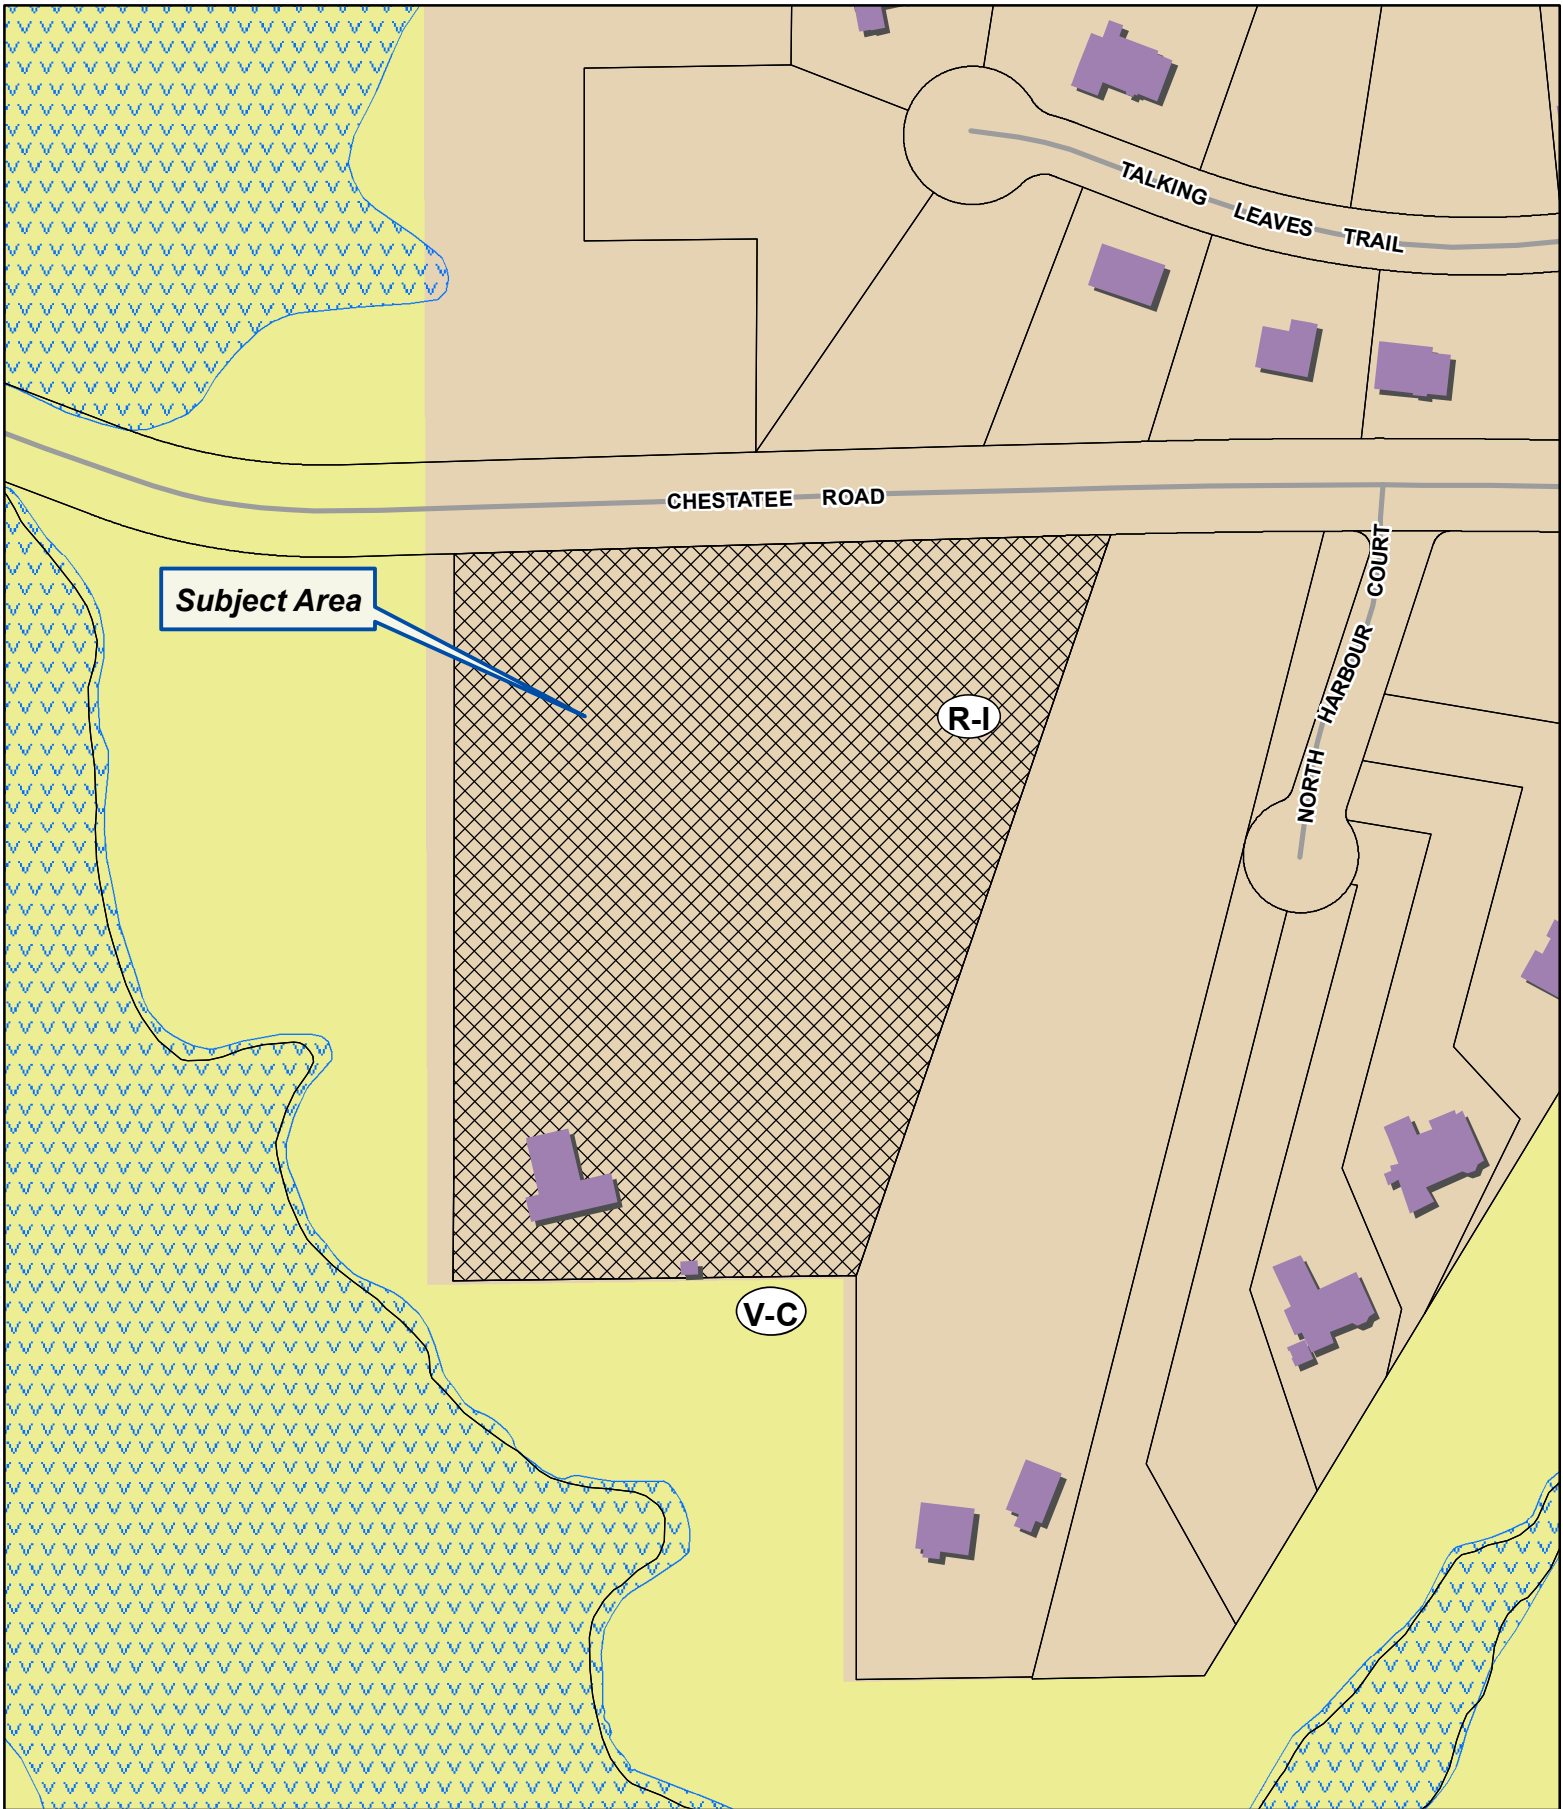 TALKING LEAVES TRAIL
CHESTATEE ROAD
NORTH HARBOUR COURT
Subject Area
R-I
V-C